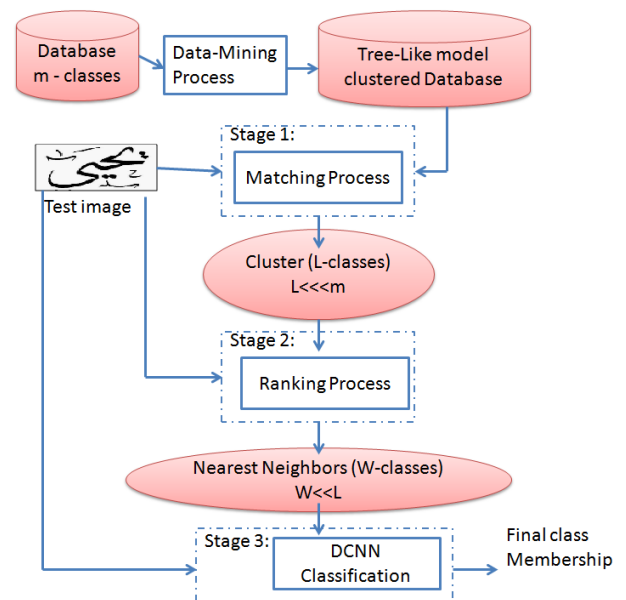 Database
m - classes
Data-Mining
Process
Tree-Like model
clustered Database
Stage 1:
Matching Process
يحيى
Test image
Cluster (L-classes)
L<<<m
Stage 2:
Ranking Process
Nearest Neighbors (W-classes)
W<<L
Stage 3:
DCNN
Classification
Final class
Membership